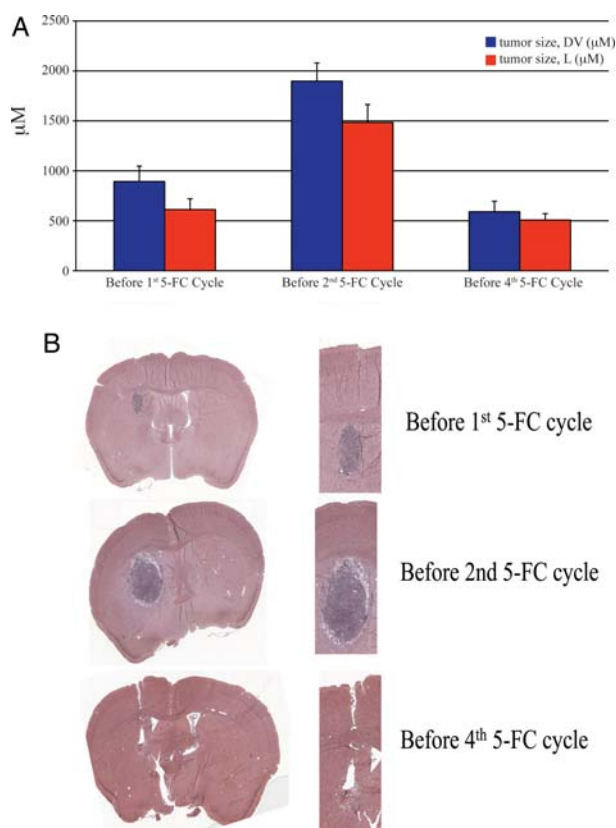 A
2500
2000
1500
1000
500
0
μM
tumor size, DV (μM)
tumor size, L (μM)
Before 1st 5-FC Cycle
Before 2nd 5-FC Cycle
Before 4th 5-FC Cycle
B
Before 1st 5-FC cycle
Before 2nd 5-FC cycle
Before 4th 5-FC cycle